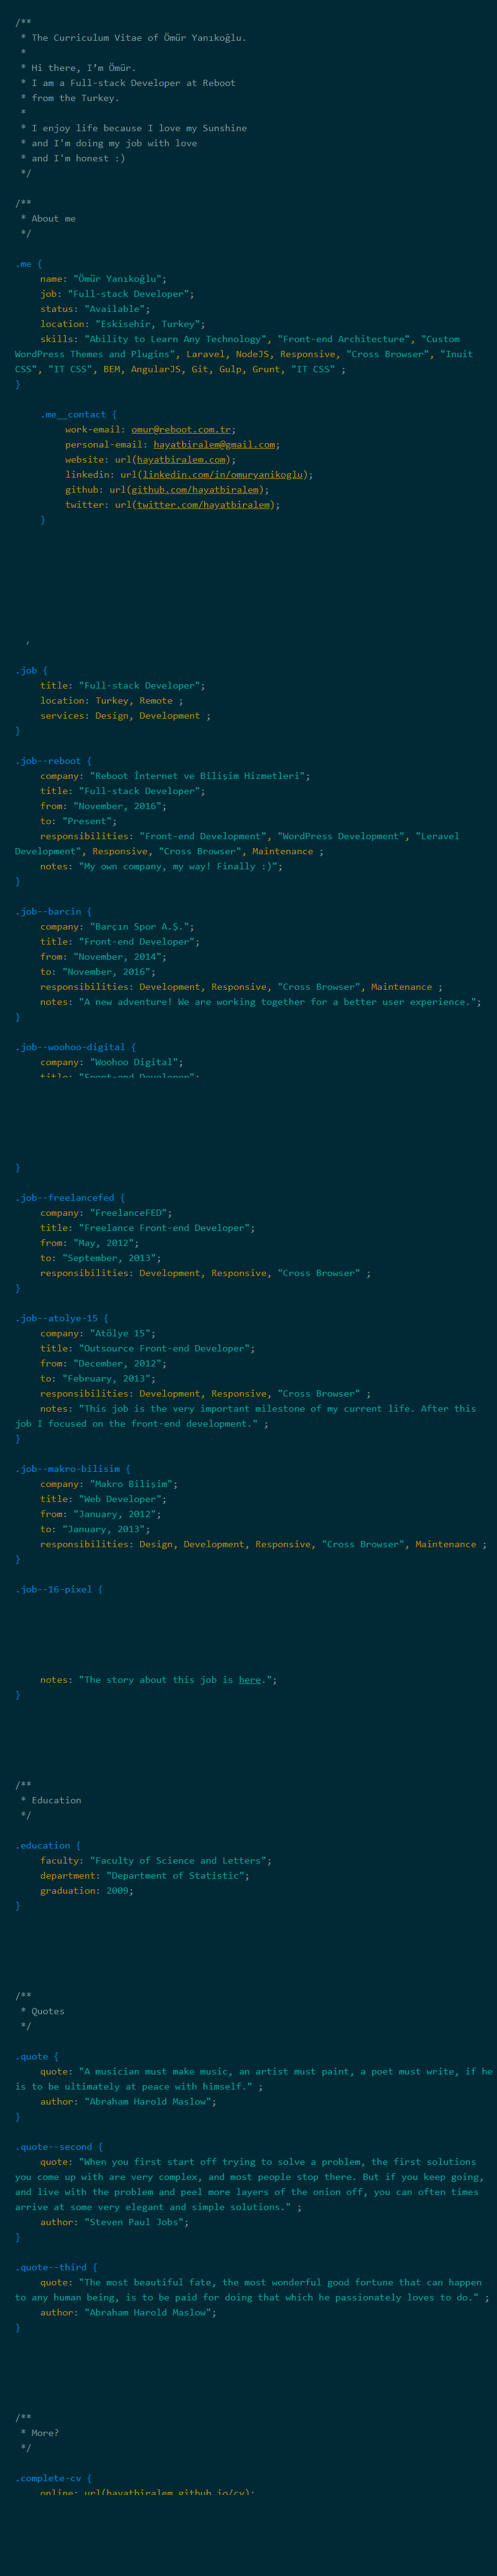 /**
 * The Curriculum Vitae of Ömür Yanıkoğlu.
 *
 * Hi there, I’m Ömür.
 * I am a Full-stack Developer at Reboot
 * from the Turkey.
 *
 * I enjoy life because I love my Sunshine
 * and I'm doing my job with love
 * and I'm honest :)
 */
/**
 * About me
 */
.me {
name: "Ömür Yanıkoğlu";
job: "Full-stack Developer";
status: "Available";
location: "Eskisehir, Turkey";
skills: "Ability to Learn Any Technology", "Front-end Architecture", "Custom
WordPress Themes and Plugins", Laravel, NodeJS, Responsive, "Cross Browser", "Inuit
CSS", "IT CSS", BEM, AngularJS, Git, Gulp, Grunt, "IT CSS" ;
}
.me__contact {
work-email: omur@reboot.com.tr;
personal-email: hayatbiralem@gmail.com;
website: url(hayatbiralem.com);
linkedin: url(linkedin.com/in/omuryanikoglu);
github: url(github.com/hayatbiralem);
twitter: url(twitter.com/hayatbiralem);
}
.job {
title: "Full-stack Developer";
location: Turkey, Remote ;
services: Design, Development ;
}
.job--reboot {
company: "Reboot İnternet ve Bilişim Hizmetleri";
title: "Full-stack Developer";
from: "November, 2016";
to: "Present";
responsibilities: "Front-end Development", "WordPress Development", "Leravel
Development", Responsive, "Cross Browser", Maintenance ;
notes: "My own company, my way! Finally :)";
}
.job--barcin {
company: "Barçın Spor A.Ş.";
title: "Front-end Developer";
from: "November, 2014";
to: "November, 2016";
responsibilities: Development, Responsive, "Cross Browser", Maintenance ;
notes: "A new adventure! We are working together for a better user experience.";
}
.job--woohoo-digital {
company: "Woohoo Digital";
title: "Front-end Developer";
}
.job--freelancefed {
company: "FreelanceFED";
title: "Freelance Front-end Developer";
from: "May, 2012";
to: "September, 2013";
responsibilities: Development, Responsive, "Cross Browser" ;
}
.job--atolye-15 {
company: "Atölye 15";
title: "Outsource Front-end Developer";
from: "December, 2012";
to: "February, 2013";
responsibilities: Development, Responsive, "Cross Browser" ;
notes: "This job is the very important milestone of my current life. After this
job I focused on the front-end development." ;
}
.job--makro-bilisim {
company: "Makro Bilişim";
title: "Web Developer";
from: "January, 2012";
to: "January, 2013";
responsibilities: Design, Development, Responsive, "Cross Browser", Maintenance ;
}
.job--16-pixel {
notes: "The story about this job is here.";
}
/**
 * Education
 */
.education {
faculty: "Faculty of Science and Letters";
department: "Department of Statistic";
graduation: 2009;
}
/**
 * Quotes
 */
.quote {
quote: "A musician must make music, an artist must paint, a poet must write, if he
is to be ultimately at peace with himself." ;
author: "Abraham Harold Maslow";
}
.quote--second {
quote: "When you first start off trying to solve a problem, the first solutions
you come up with are very complex, and most people stop there. But if you keep going,
and live with the problem and peel more layers of the onion off, you can often times
arrive at some very elegant and simple solutions." ;
author: "Steven Paul Jobs";
}
.quote--third {
quote: "The most beautiful fate, the most wonderful good fortune that can happen
to any human being, is to be paid for doing that which he passionately loves to do." ;
author: "Abraham Harold Maslow";
}
/**
 * More?
 */
.complete-cv {
online: url(hayatbiralem.github.io/cv);